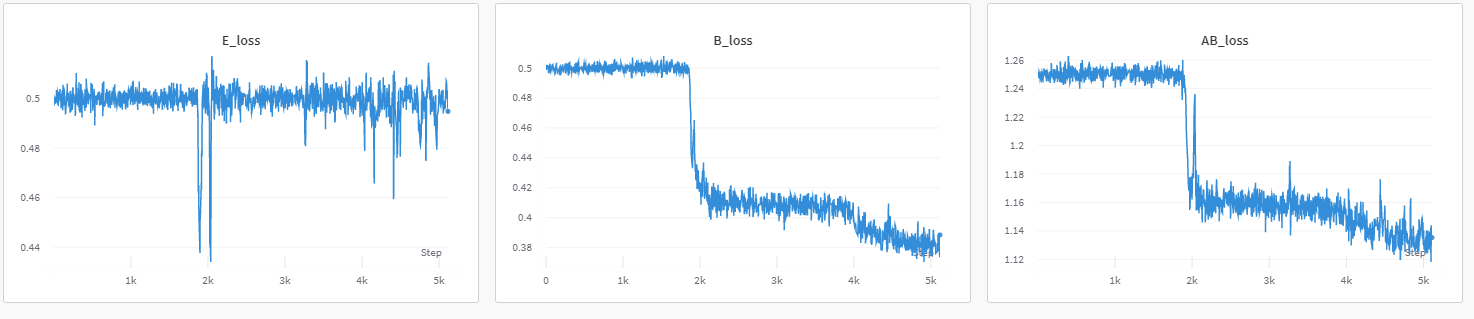 E_loss
0.5
0.48
0.46
0.44
Step
1k
2k
3k
4k
5k
B_loss
0.5
0.48
0.46
0.44
0.42
0.4
0.38
Step
0
1k
2k
3k
4k
5k
AB_loss
1.26
1.24
1.22
1.2
1.18
1.16
1.14
1.12
Step
1k
2k
3k
4k
5k